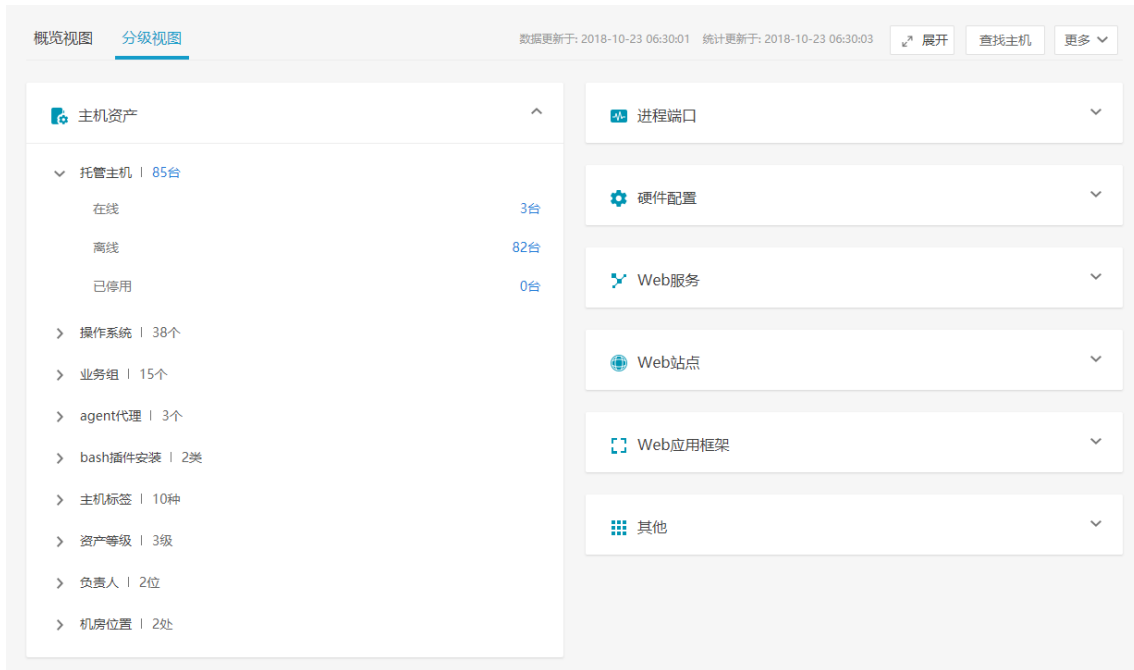 概览视图 分级视图 数据更新于: 2018-10-23 06:30:01 统计更新于: 2018-10-23 06:30:03 展开 查找主机 更多
主机资产
托管主机 | 85台
在线 3台
离线 82台
已停用 0台
操作系统 | 38个
业务组 | 15个
agent代理 | 3个
bash插件安装 | 2类
主机标签 | 10种
资产等级 | 3级
负责人 | 2位
机房位置 | 2处
进程端口
硬件配置
Web服务
Web站点
Web应用框架
其他